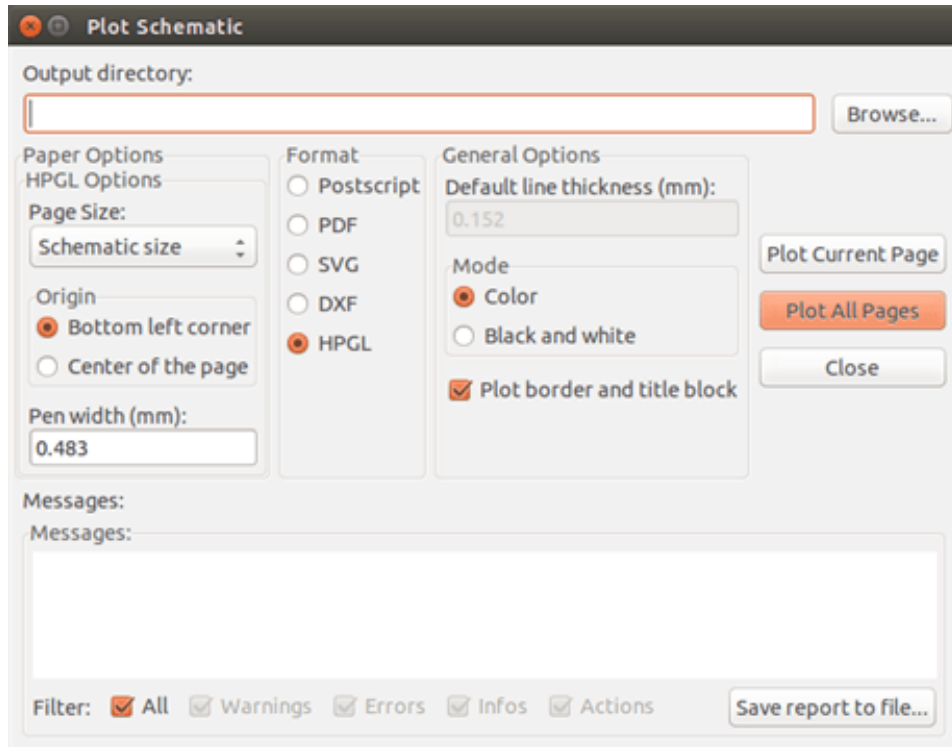 Plot Schematic
Output directory:
Browse...
Paper Options
HPGL Options
Page Size:
Schematic size
Origin
Bottom left corner
Center of the page
Pen width (mm):
0.483
Format
Postscript
PDF
SVG
DXF
HPGL
General Options
Default line thickness (mm):
0.152
Mode
Color
Black and white
Plot border and title block
Plot Current Page
Plot All Pages
Close
Messages:
Messages:
Filter: All Warnings Errors Infos Actions Save report to file...